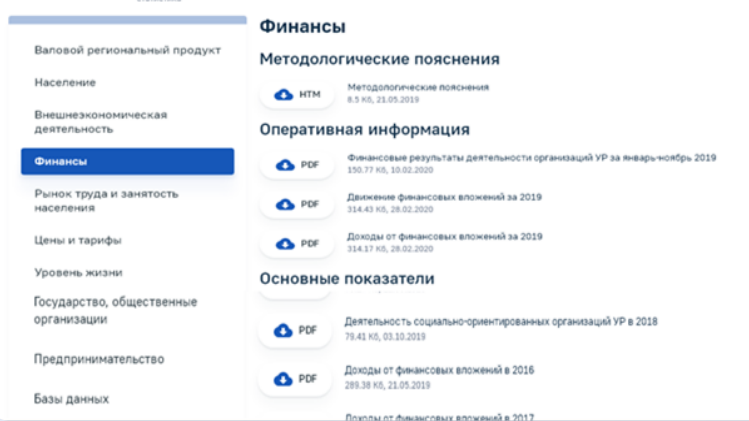 Валовой региональный продукт
Население
Внешнеэкономическая
деятельность
Финансы
Рынок труда и занятость
населения
Цены и тарифы
Уровень жизни
Государство, общественные
организации
Предпринимательство
Базы данных
Финансы
Методологические пояснения
HTM
Методологические пояснения
8.5 Кб, 21.05.2019
Оперативная информация
PDF
Финансовые результаты деятельности организаций УР за январь-ноябрь 2019
150.77 Кб, 10.02.2020
PDF
Движение финансовых вложений за 2019
314.43 Кб, 28.02.2020
PDF
Доходы от финансовых вложений за 2019
314.17 Кб, 28.02.2020
Основные показатели
PDF
Деятельность социально-ориентированных организаций УР в 2018
79.41 Кб, 03.10.2019
PDF
Доходы от финансовых вложений в 2016
289.38 Кб, 21.05.2019
Доходы от финансовых вложений в 2017